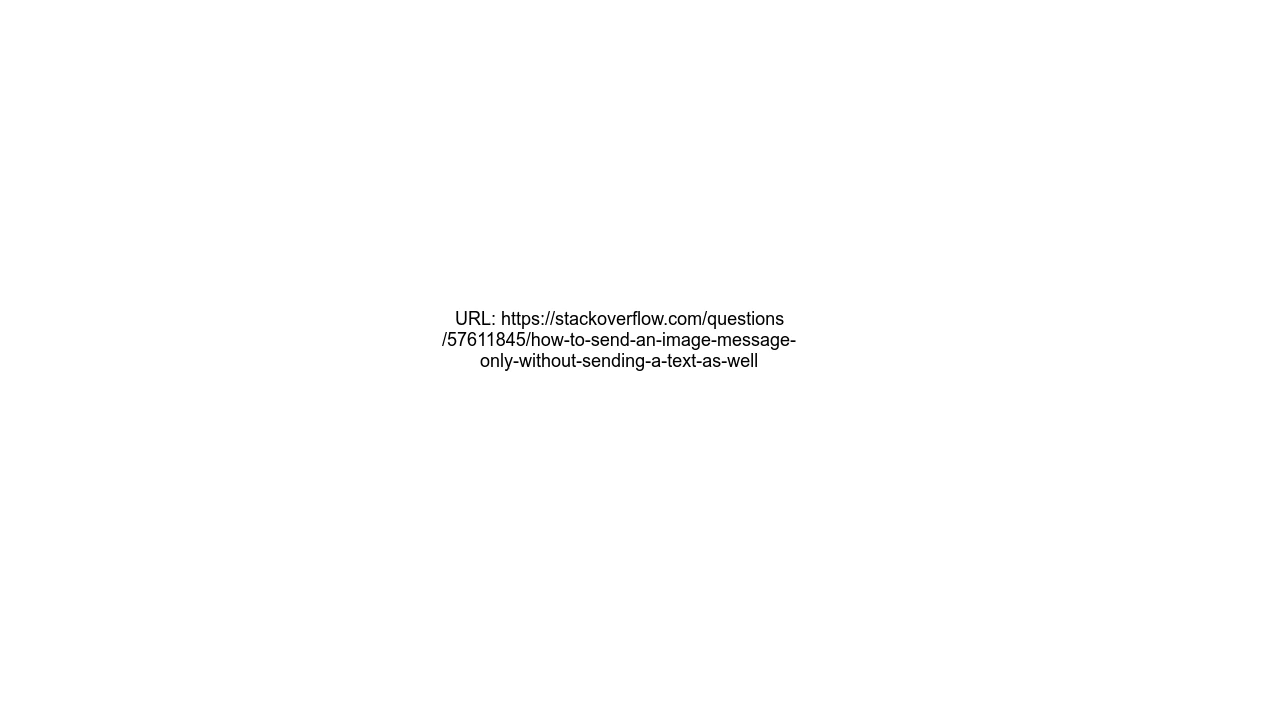 URL: https://stackoverflow.com/questions
/57611845/how-to-send-an-image-message-
only-without-sending-a-text-as-well